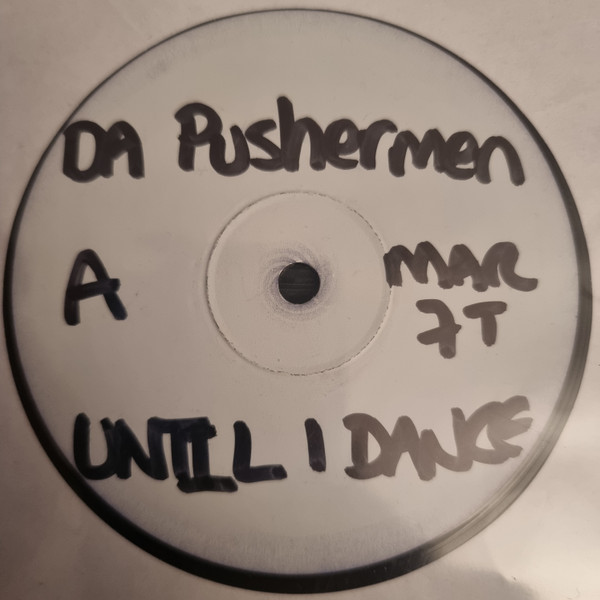 DA Pushermen
A
MAR
7T
UNTIL I DANCE